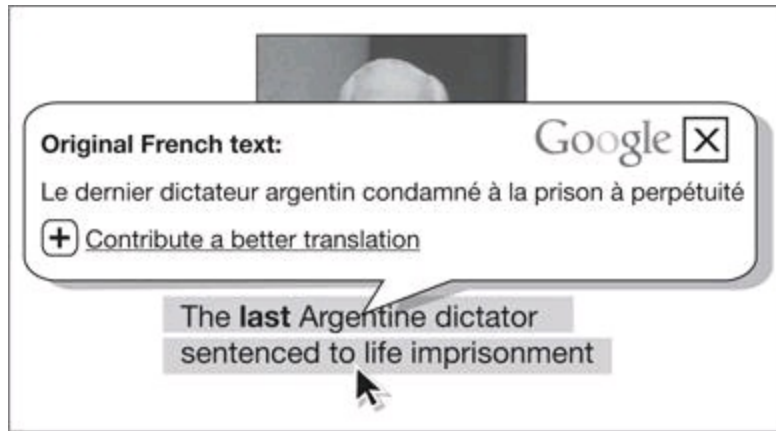 Original French text:
Google
Le dernier dictateur argentin condamné à la prison à perpétuité
Contribute a better translation
The last Argentine dictator
sentenced to life imprisonment